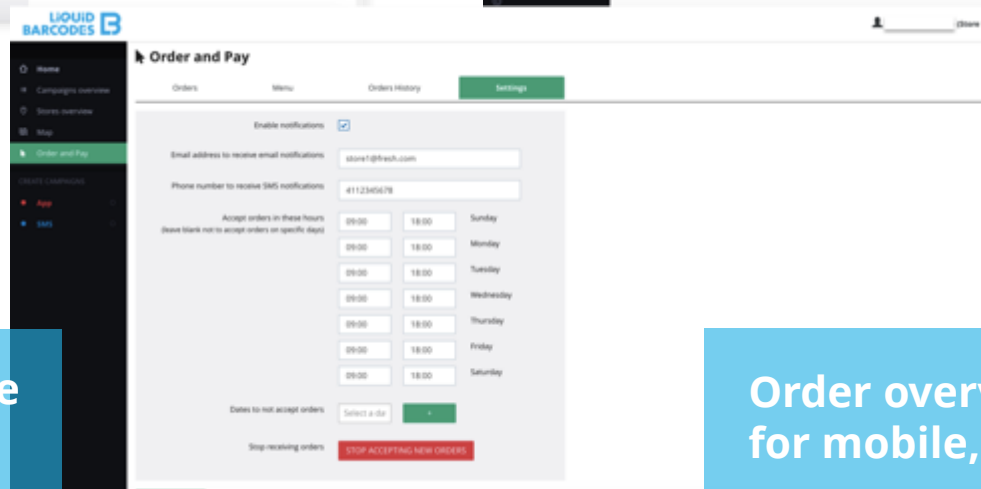 LiQUiD
BARCODES
(Store
Order and Pay
Home
Campaigns overview
Stores overview
Map
Order and Pay
CREATE CAMPAIGNS
App
SMS
Orders
Menu
Orders History
Settings
Enable notifications
Email address to receive email notifications
store1@fresh.com
Phone number to receive SMS notifications
4112345678
Accept orders in these hours
(leave blank not to accept orders on specific days)
09:00 18:00 Sunday
09:00 18:00 Monday
09:00 18:00 Tuesday
09:00 18:00 Wednesday
09:00 18:00 Thursday
09:00 18:00 Friday
09:00 18:00 Saturday
Dates to not accept orders
Select a da
+
Stop receiving orders
STOP ACCEPTING NEW ORDERS
e
Order overv
for mobile,